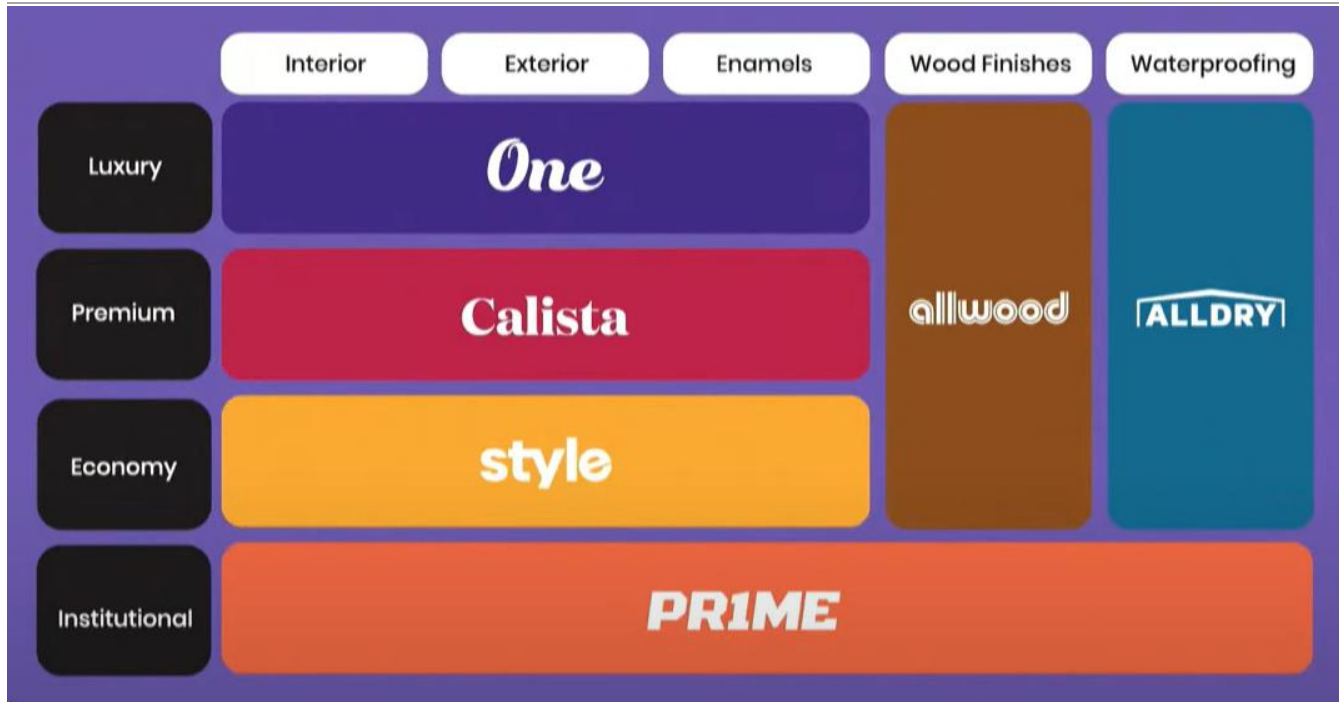 Interior Exterior Enamels Wood Finishes Waterproofing
Luxury One
Premium Calista allwood ALLDRY
Economy style
Institutional PR1ME